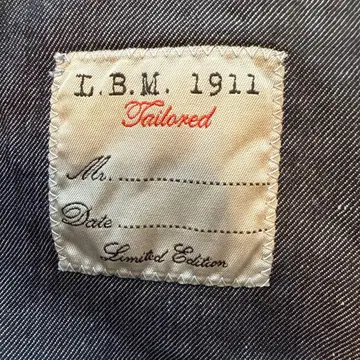 L.B.M. 1911
Tailored
Mr. ........................
Date ........................
Limited Edition